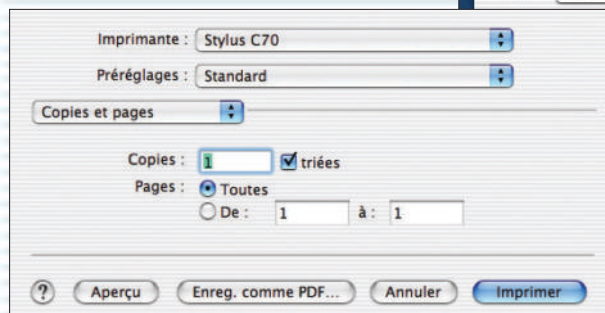 Imprimante : Stylus C70
Préréglages : Standard
Copies et pages
Copies : 1 triées
Pages : Toutes
De : 1 à : 1
? Aperçu Enreg. comme PDF... Annuler Imprimer